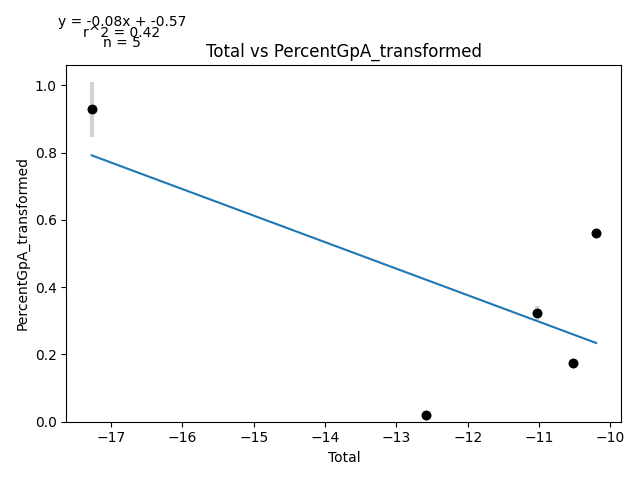 y = -0.08x + -0.57
r^2 = 0.42
n = 5
Total vs PercentGpA_transformed
PercentGpA_transformed
1.0
0.8
0.6
0.4
0.2
0.0
−17 −16 −15 −14 −13 −12 −11 −10
Total